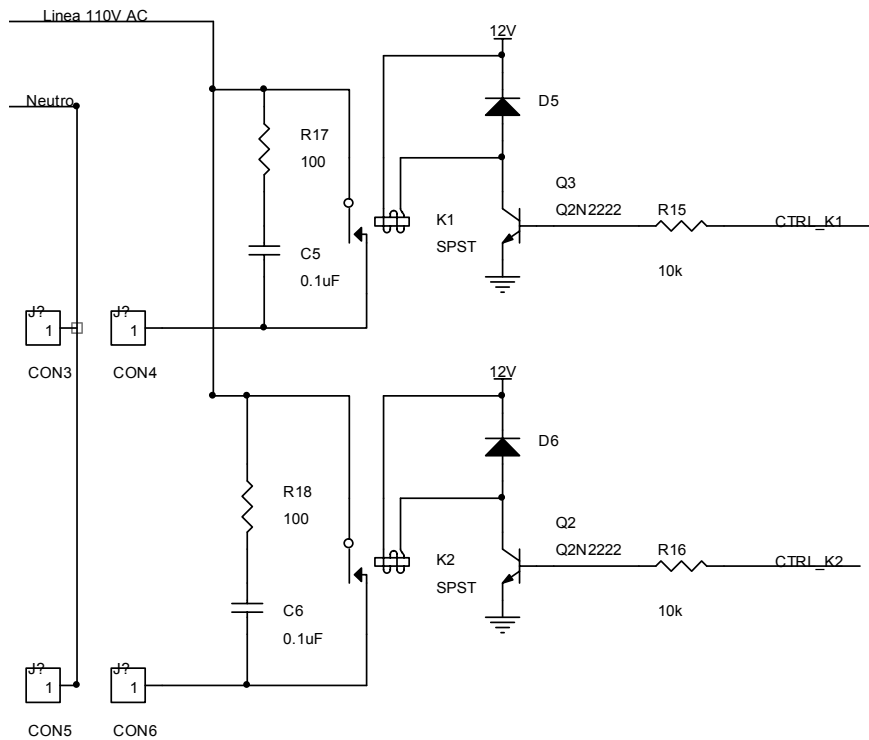 Linea 110V AC
12V
Neutro
D5
R17
100
Q3
Q2N2222
R15
CTRL_K1
K1
SPST
10k
C5
0.1uF
J?
1
J?
1
CON3
CON4
12V
D6
R18
100
Q2
Q2N2222
R16
CTRL_K2
K2
SPST
10k
C6
0.1uF
J?
1
J?
1
CON5
CON6